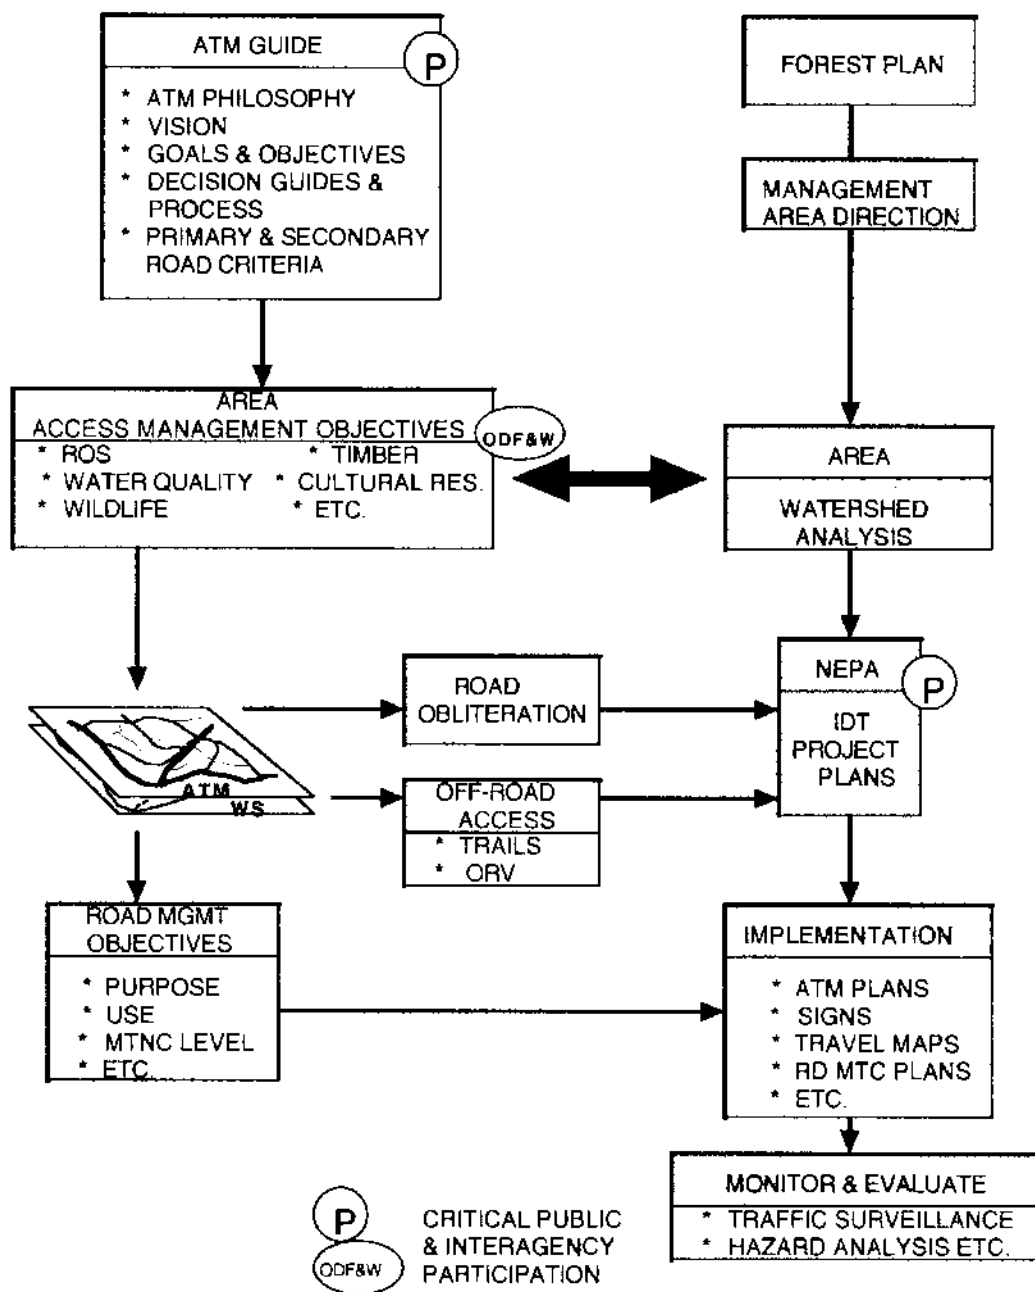 ATM GUIDE
P
* ATM PHILOSOPHY
* VISION
* GOALS & OBJECTIVES
* DECISION GUIDES &
PROCESS
* PRIMARY & SECONDARY
ROAD CRITERIA
FOREST PLAN
MANAGEMENT
AREA DIRECTION
AREA
ACCESS MANAGEMENT OBJECTIVES
ODF&W
* ROS * TIMBER
* WATER QUALITY * CULTURAL RES.
* WILDLIFE * ETC.
AREA
WATERSHED
ANALYSIS
ROAD
OBLITERATION
NEPA
P
IDT
PROJECT
PLANS
ATM
WS
OFF-ROAD
ACCESS
* TRAILS
* ORV
ROAD MGMT
OBJECTIVES
* PURPOSE
* USE
* MTNC LEVEL
* ETC.
IMPLEMENTATION
* ATM PLANS
* SIGNS
* TRAVEL MAPS
* RD MTC PLANS
* ETC.
MONITOR & EVALUATE
* TRAFFIC SURVEILLANCE
* HAZARD ANALYSIS ETC.
P
ODF&W
CRITICAL PUBLIC
& INTERAGENCY
PARTICIPATION